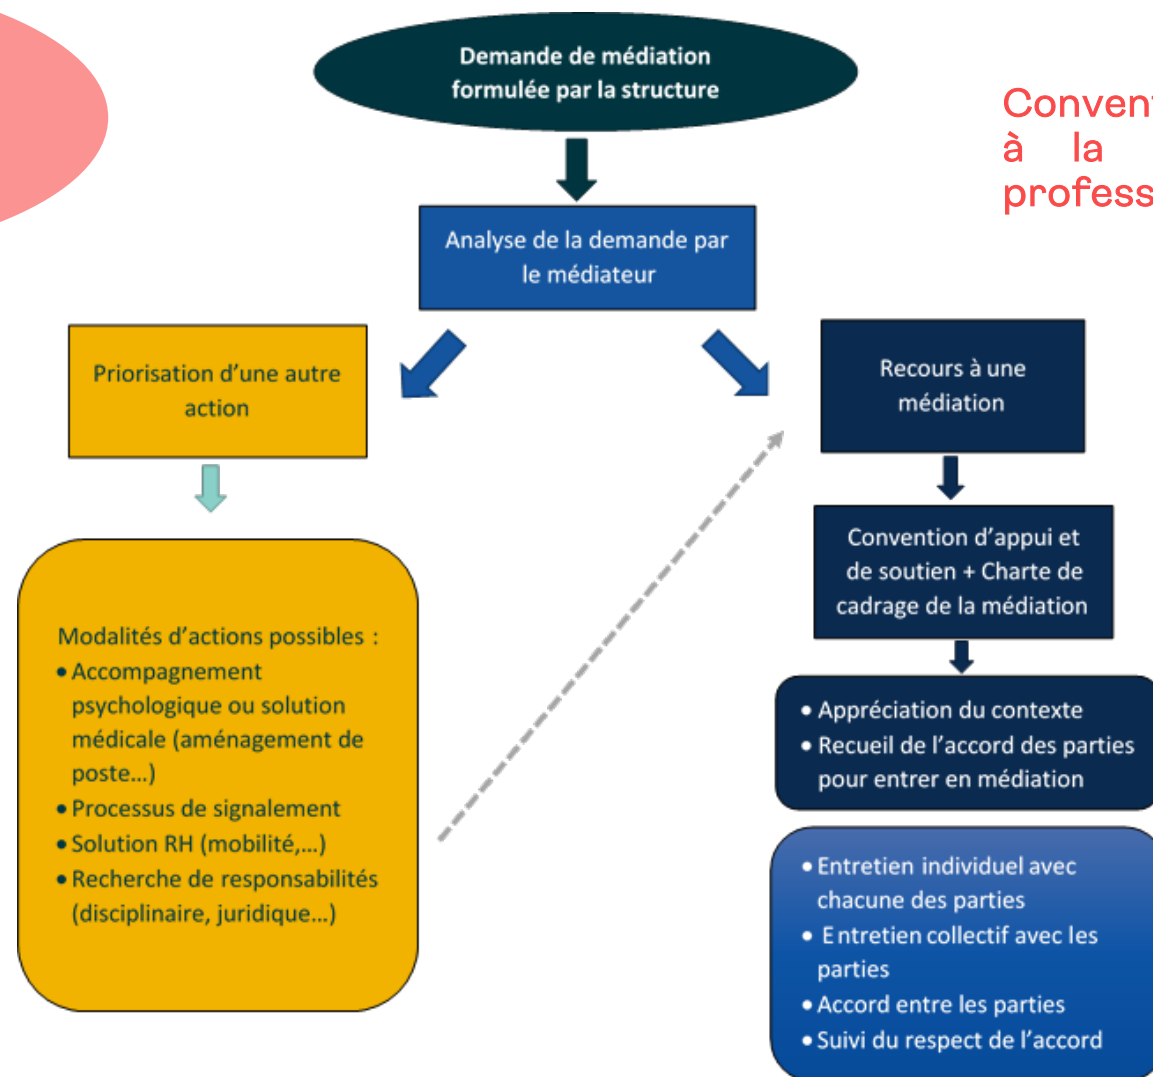 Demande de médiation
formulée par la structure
Convent
à la
profess
Analyse de la demande par
le médiateur
Priorisation d'une autre
action
Recours à une
médiation
Convention d'appui et
de soutien + Charte de
cadrage de la médiation
Modalités d'actions possibles :
• Accompagnement
psychologique ou solution
médicale (aménagement de
poste...)
• Processus de signalement
• Solution RH (mobilité,...)
• Recherche de responsabilités
(disciplinaire, juridique...)
• Appréciation du contexte
• Recueil de l'accord des parties
pour entrer en médiation
• Entretien individuel avec
chacune des parties
• Entretien collectif avec les
parties
• Accord entre les parties
• Suivi du respect de l'accord